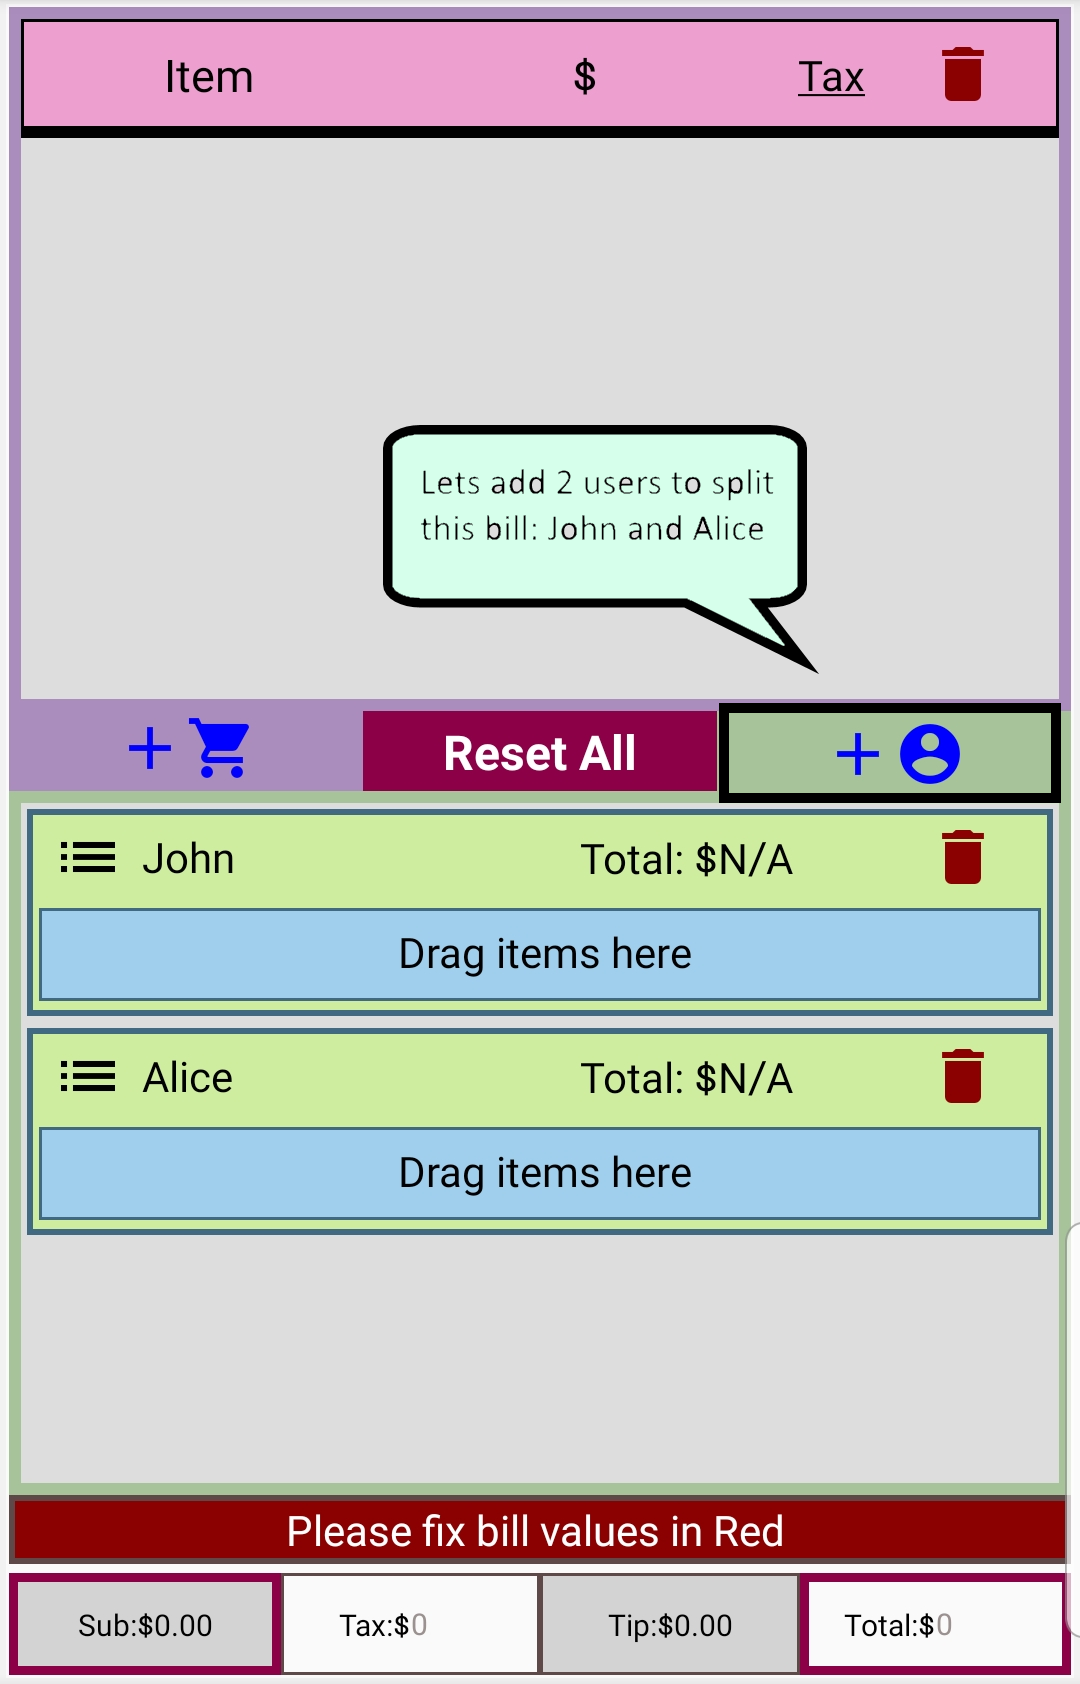 Item $ Tax
Lets add 2 users to split
this bill: John and Alice
Reset All
John Total: $N/A
Drag items here
Alice Total: $N/A
Drag items here
Please fix bill values in Red
Sub:$0.00 Tax:$0 Tip:$0.00 Total:$0